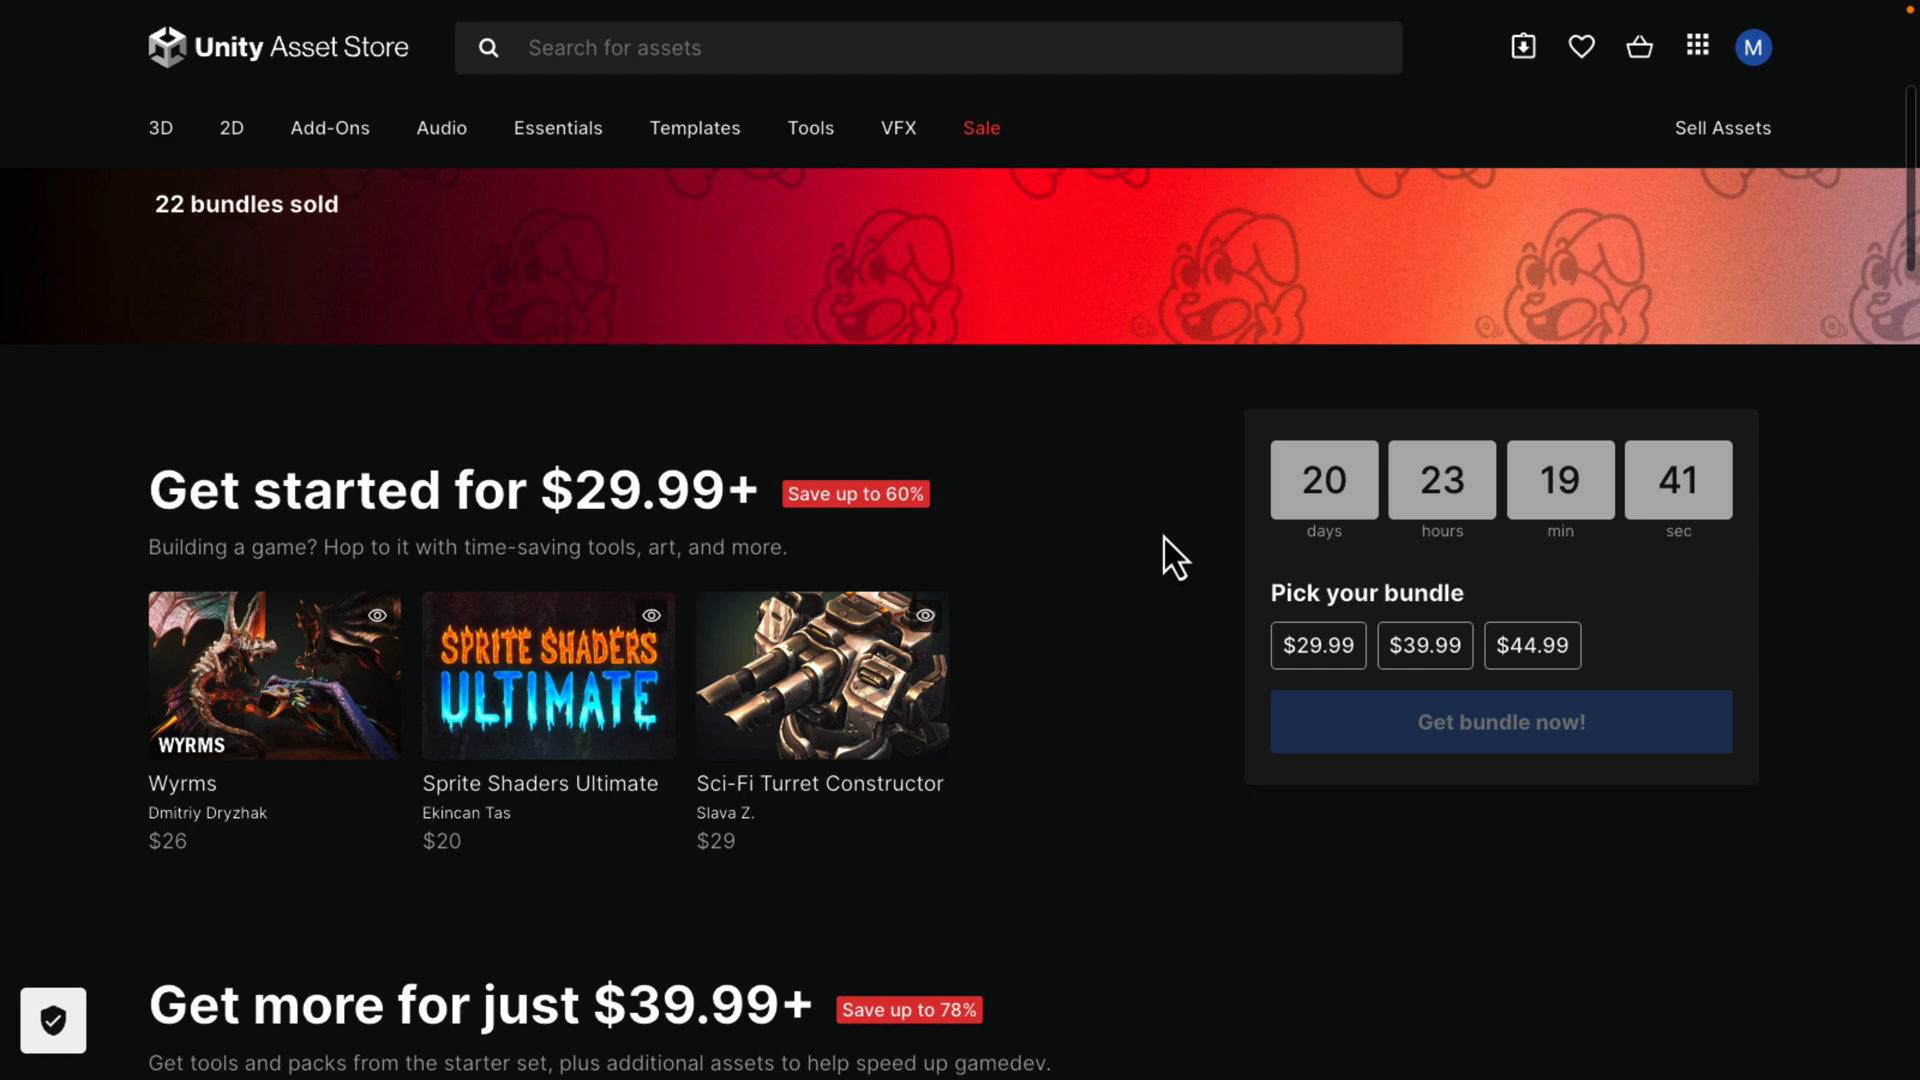 Unity Asset Store
Search for assets
M
3D 2D Add-Ons Audio Essentials Templates Tools VFX Sale Sell Assets
22 bundles sold
Get started for $29.99+ Save up to 60%
Building a game? Hop to it with time-saving tools, art, and more.
WYRMS
SPRITE SHADERS
ULTIMATE
Wyrms
Dmitriy Dryzhak
$26
Sprite Shaders Ultimate
Ekincan Tas
$20
Sci-Fi Turret Constructor
Slava Z.
$29
20 23 19 41
days hours min sec
Pick your bundle
$29.99 $39.99 $44.99
Get bundle now!
Get more for just $39.99+ Save up to 78%
Get tools and packs from the starter set, plus additional assets to help speed up gamedev.